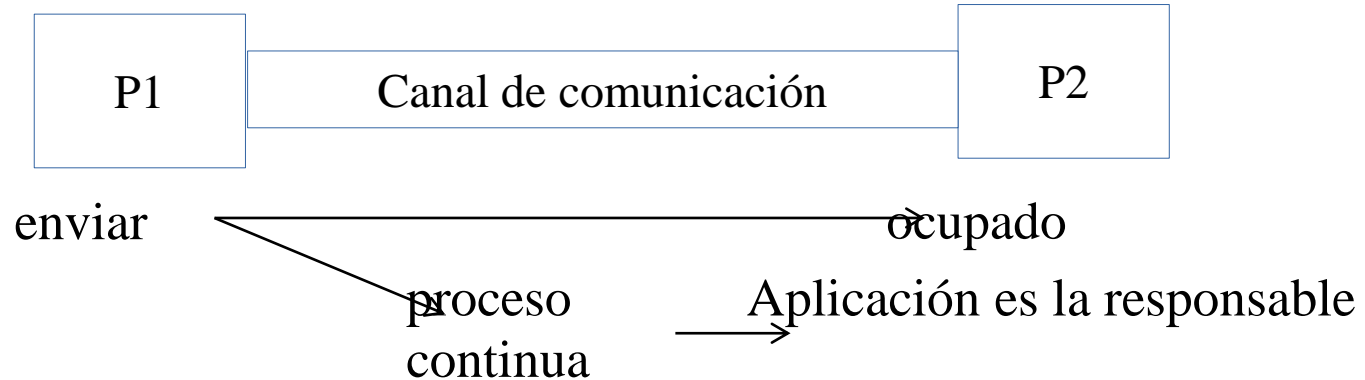 P1
Canal de comunicación
P2
enviar
ocupado
proceso
continua
Aplicación es la responsable